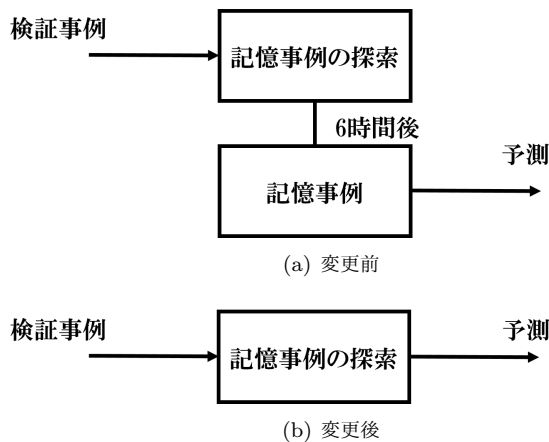 検証事例
記憶事例の探索
6時間後
記憶事例
予測
(a) 変更前
検証事例
記憶事例の探索
予測
(b) 変更後